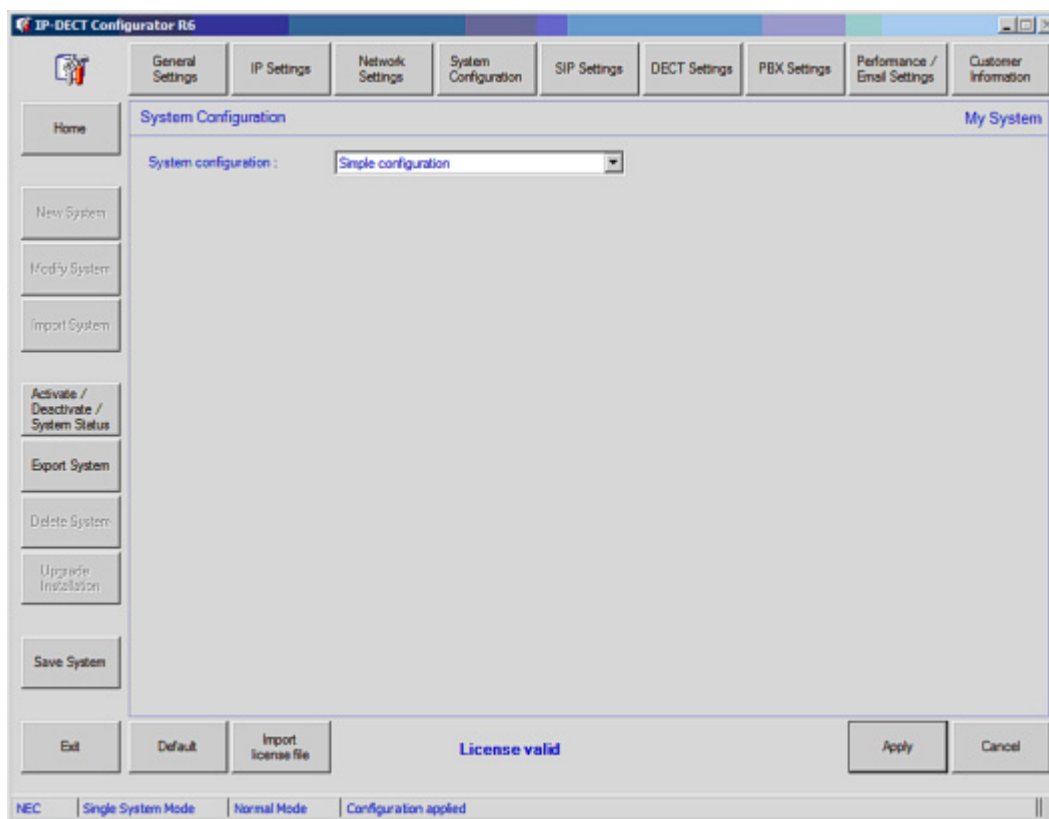 IP-DECT Configurator R6
General
Settings
IP Settings
Network
Settings
System
Configuration
SIP Settings
DECT Settings
PBX Settings
Performance /
Email Settings
Customer
Information
Home
System Configuration
My System
System configuration :
Simple configuration
New System
Modify System
Import System
Activate /
Deactivate /
System Status
Export System
Delete System
Upgrade
Installation
Save System
Exit
Default
Import
license file
License valid
Apply
Cancel
NEC
Single System Mode
Normal Mode
Configuration applied